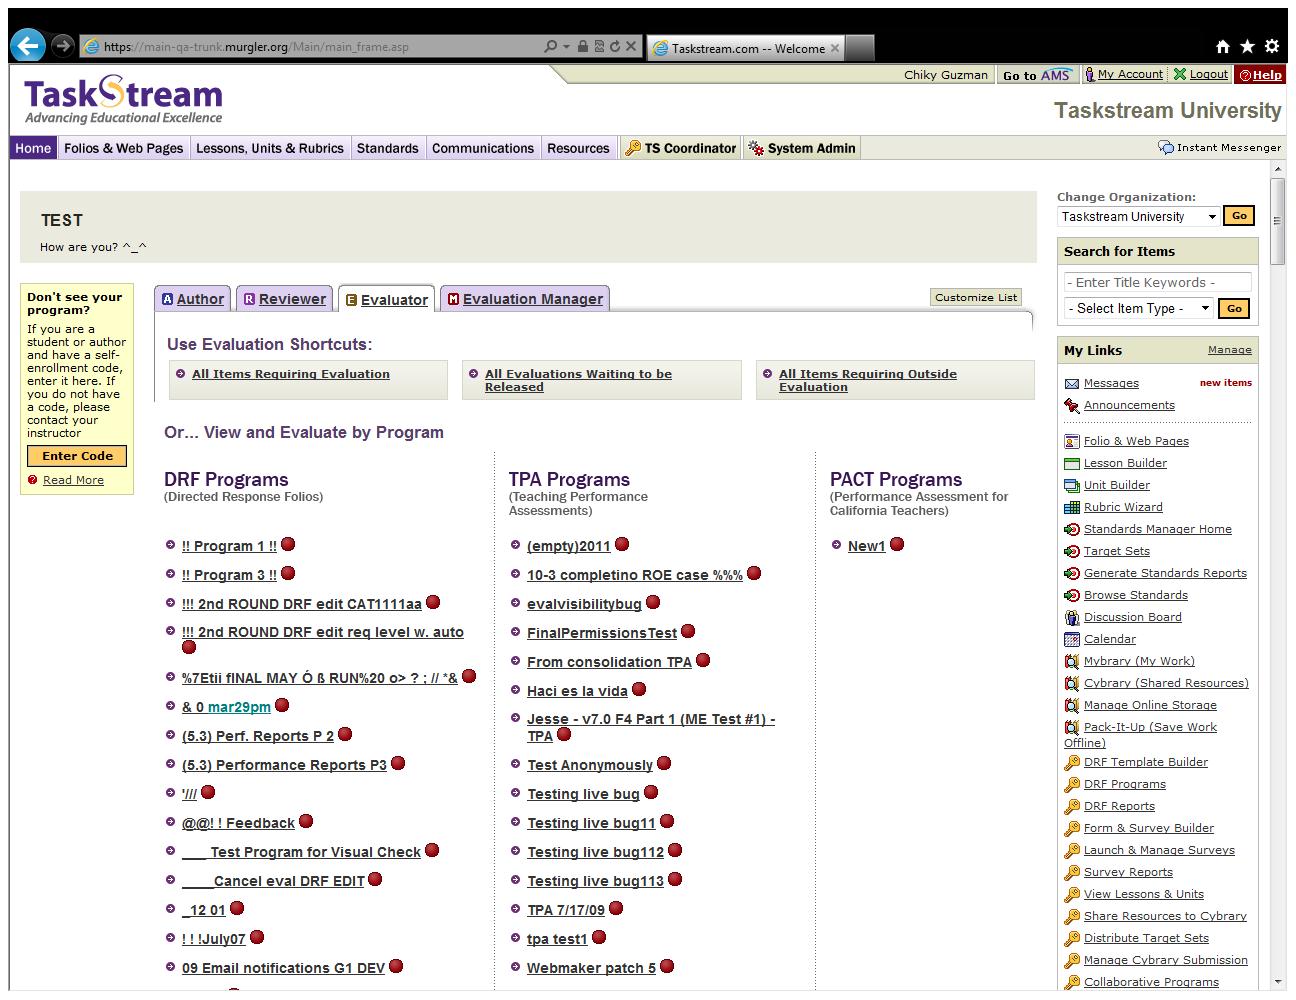 https://main-qa-trunk.murgler.org/Main/main_frame.asp
Taskstream.com -- Welcome
Chiky Guzman
Go to AMS
My Account
Logout
Help
TaskStream
Advancing Educational Excellence
Taskstream University
Home
Folios & Web Pages
Lessons, Units & Rubrics
Standards
Communications
Resources
TS Coordinator
System Admin
Instant Messenger
TEST
How are you? ^_^
Don't see your
program?
If you are a
student or author
and have a self-
enrollment code,
enter it here. If
you do not have
a code, please
contact your
instructor
Enter Code
Read More
A Author
R Reviewer
E Evaluator
M Evaluation Manager
Customize List
Use Evaluation Shortcuts:
All Items Requiring Evaluation
All Evaluations Waiting to be
Released
All Items Requiring Outside
Evaluation
Or... View and Evaluate by Program
DRF Programs
(Directed Response Folios)
!! Program 1 !!
!! Program 3 !!
!!! 2nd ROUND DRF edit CAT1111aa
!!! 2nd ROUND DRF edit req level w. auto
%7Etii fINAL MAY Ó ß RUN%20 o> ? ; // *&
& 0 mar29pm
(5.3) Perf. Reports P 2
(5.3) Performance Reports P3
'///
@@! ! Feedback
___ Test Program for Visual Check
____Cancel eval DRF EDIT
_12 01
! ! !July07
09 Email notifications G1 DEV
TPA Programs
(Teaching Performance
Assessments)
(empty)2011
10-3 completino ROE case %%%
evalvisibilitybug
FinalPermissionsTest
From consolidation TPA
Haci es la vida
Jesse - v7.0 F4 Part 1 (ME Test #1) -
TPA
Test Anonymously
Testing live bug
Testing live bug11
Testing live bug112
Testing live bug113
TPA 7/17/09
tpa test1
Webmaker patch 5
PACT Programs
(Performance Assessment for
California Teachers)
New1
Change Organization:
Taskstream University
Go
Search for Items
- Enter Title Keywords -
- Select Item Type -
Go
My Links
Manage
Messages
new items
Announcements
Folio & Web Pages
Lesson Builder
Unit Builder
Rubric Wizard
Standards Manager Home
Target Sets
Generate Standards Reports
Browse Standards
Discussion Board
Calendar
Mybrary (My Work)
Cybrary (Shared Resources)
Manage Online Storage
Pack-It-Up (Save Work
Offline)
DRF Template Builder
DRF Programs
DRF Reports
Form & Survey Builder
Launch & Manage Surveys
Survey Reports
View Lessons & Units
Share Resources to Cybrary
Distribute Target Sets
Manage Cybrary Submission
Collaborative Programs